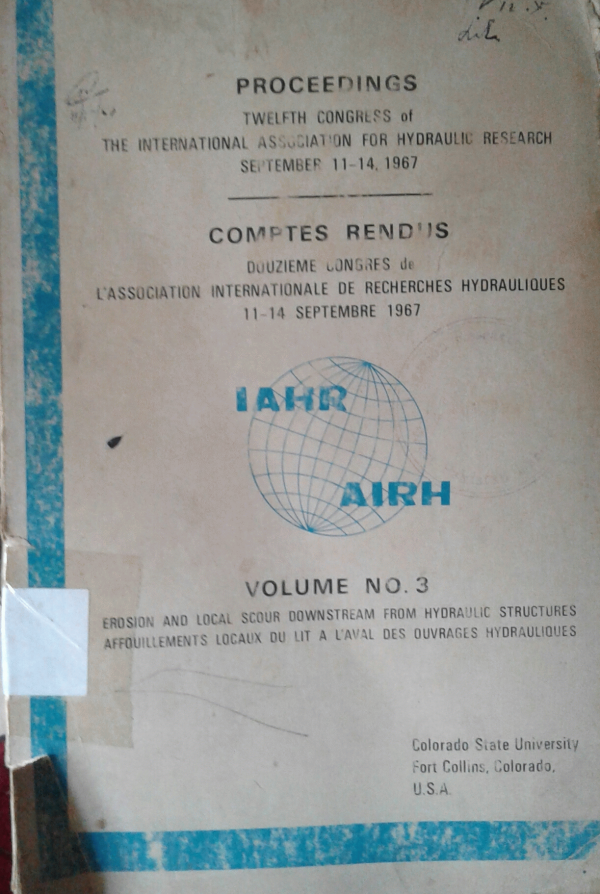 PROCEEDINGS
TWELFTH CONGRESS of
THE INTERNATIONAL ASSOCIATION FOR HYDRAULIC RESEARCH
SEPTEMBER 11-14, 1967
COMPTES RENDUS
DOUZIEME CONGRES de
L'ASSOCIATION INTERNATIONALE DE RECHERCHES HYDRAULIQUES
11-14 SEPTEMBRE 1967
IAHR
AIRH
VOLUME NO. 3
EROSION AND LOCAL SCOUR DOWNSTREAM FROM HYDRAULIC STRUCTURES
AFFOUILLEMENTS LOCAUX DU LIT A L'AVAL DES OUVRAGES HYDRAULIQUES
Colorado State University
Fort Collins, Colorado,
U.S.A.